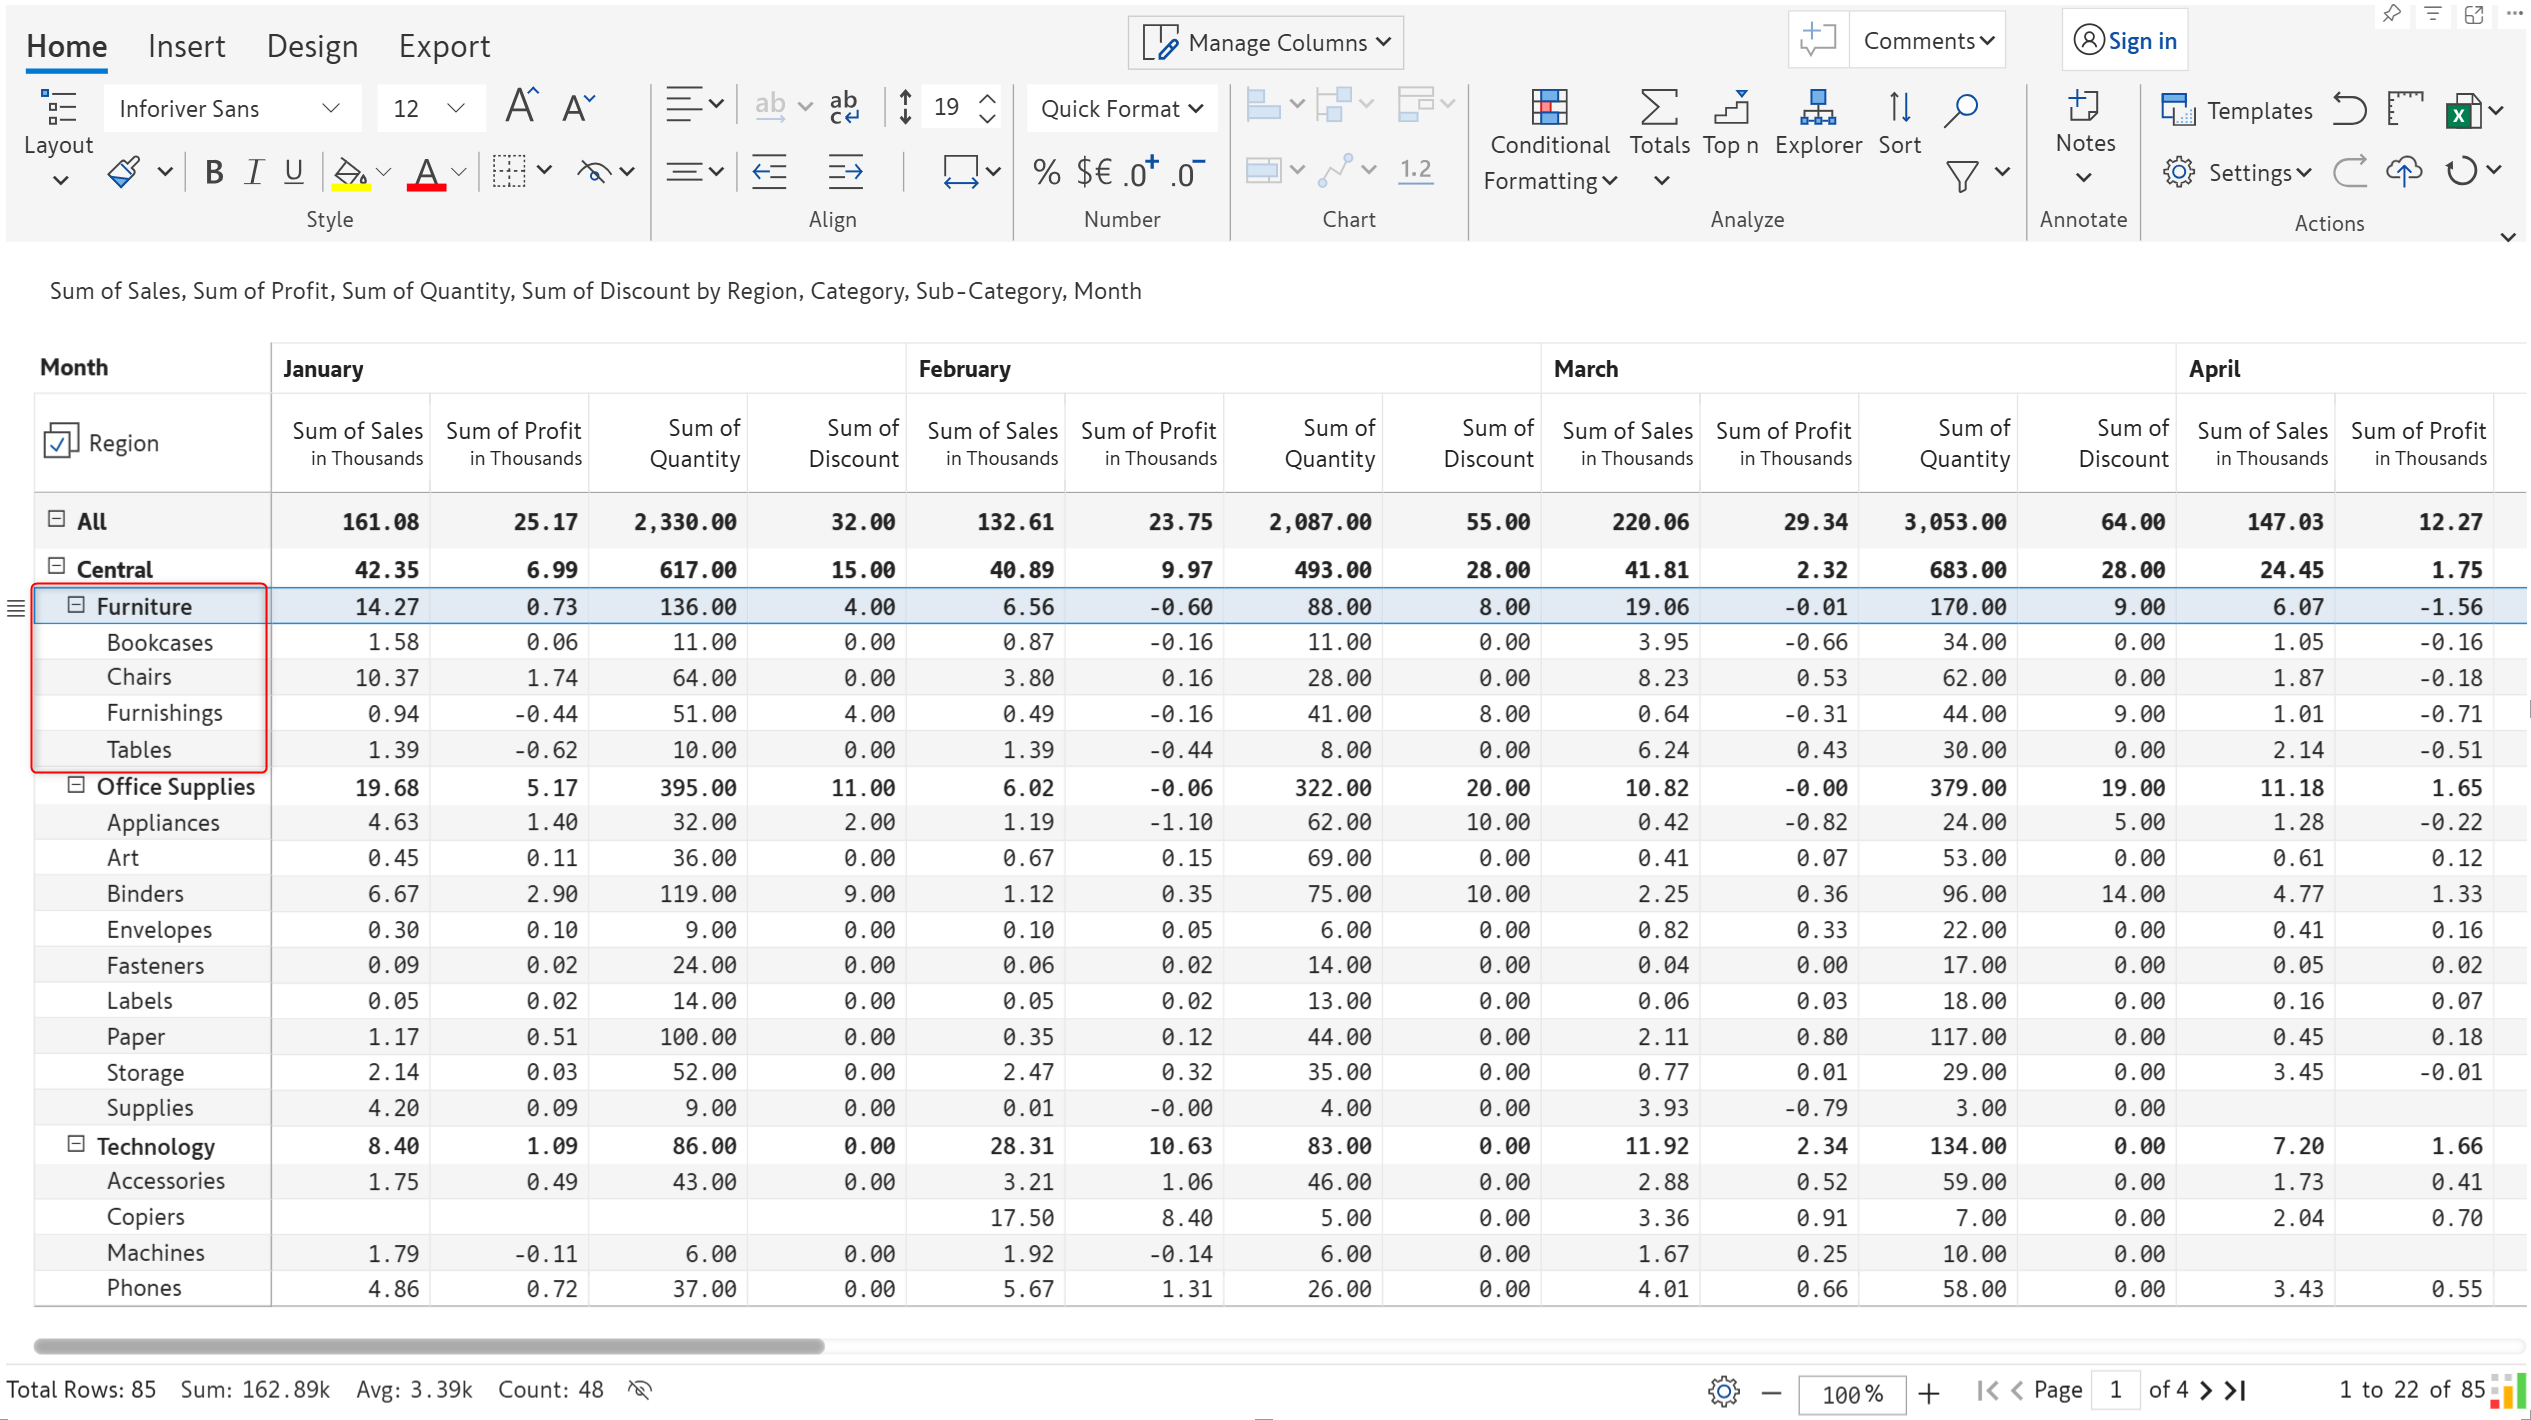 Home Insert Design Export Manage Columns Comments Sign in
Inforiver Sans 12 ab ab c 19 Quick Format Templates
Layout Conditional Formatting Totals Top n Explorer Sort Notes
B I U A % $€ .0+ .0- 1.2 Settings
Style Align Number Chart Analyze Annotate Actions
Sum of Sales, Sum of Profit, Sum of Quantity, Sum of Discount by Region, Category, Sub-Category, Month
Month January February March April
Region Sum of Sales in Thousands Sum of Profit in Thousands Sum of Quantity Sum of Discount Sum of Sales in Thousands Sum of Profit in Thousands Sum of Quantity Sum of Discount Sum of Sales in Thousands Sum of Profit in Thousands Sum of Quantity Sum of Discount Sum of Sales in Thousands Sum of Profit in Thousands
All 161.08 25.17 2,330.00 32.00 132.61 23.75 2,087.00 55.00 220.06 29.34 3,053.00 64.00 147.03 12.27
Central 42.35 6.99 617.00 15.00 40.89 9.97 493.00 28.00 41.81 2.32 683.00 28.00 24.45 1.75
Furniture 14.27 0.73 136.00 4.00 6.56 -0.60 88.00 8.00 19.06 -0.01 170.00 9.00 6.07 -1.56
Bookcases 1.58 0.06 11.00 0.00 0.87 -0.16 11.00 0.00 3.95 -0.66 34.00 0.00 1.05 -0.16
Chairs 10.37 1.74 64.00 0.00 3.80 0.16 28.00 0.00 8.23 0.53 62.00 0.00 1.87 -0.18
Furnishings 0.94 -0.44 51.00 4.00 0.49 -0.16 41.00 8.00 0.64 -0.31 44.00 9.00 1.01 -0.71
Tables 1.39 -0.62 10.00 0.00 1.39 -0.44 8.00 0.00 6.24 0.43 30.00 0.00 2.14 -0.51
Office Supplies 19.68 5.17 395.00 11.00 6.02 -0.06 322.00 20.00 10.82 -0.00 379.00 19.00 11.18 1.65
Appliances 4.63 1.40 32.00 2.00 1.19 -1.10 62.00 10.00 0.42 -0.82 24.00 5.00 1.28 -0.22
Art 0.45 0.11 36.00 0.00 0.67 0.15 69.00 0.00 0.41 0.07 53.00 0.00 0.61 0.12
Binders 6.67 2.90 119.00 9.00 1.12 0.35 75.00 10.00 2.25 0.36 96.00 14.00 4.77 1.33
Envelopes 0.30 0.10 9.00 0.00 0.10 0.05 6.00 0.00 0.82 0.33 22.00 0.00 0.41 0.16
Fasteners 0.09 0.02 24.00 0.00 0.06 0.02 14.00 0.00 0.04 0.00 17.00 0.00 0.05 0.02
Labels 0.05 0.02 14.00 0.00 0.05 0.02 13.00 0.00 0.06 0.03 18.00 0.00 0.16 0.07
Paper 1.17 0.51 100.00 0.00 0.35 0.12 44.00 0.00 2.11 0.80 117.00 0.00 0.45 0.18
Storage 2.14 0.03 52.00 0.00 2.47 0.32 35.00 0.00 0.77 0.01 29.00 0.00 3.45 -0.01
Supplies 4.20 0.09 9.00 0.00 0.01 -0.00 4.00 0.00 3.93 -0.79 3.00 0.00
Technology 8.40 1.09 86.00 0.00 28.31 10.63 83.00 0.00 11.92 2.34 134.00 0.00 7.20 1.66
Accessories 1.75 0.49 43.00 0.00 3.21 1.06 46.00 0.00 2.88 0.52 59.00 0.00 1.73 0.41
Copiers 17.50 8.40 5.00 0.00 3.36 0.91 7.00 0.00 2.04 0.70
Machines 1.79 -0.11 6.00 0.00 1.92 -0.14 6.00 0.00 1.67 0.25 10.00 0.00
Phones 4.86 0.72 37.00 0.00 5.67 1.31 26.00 0.00 4.01 0.66 58.00 0.00 3.43 0.55
Total Rows: 85 Sum: 162.89k Avg: 3.39k Count: 48 100% Page 1 of 4 1 to 22 of 85